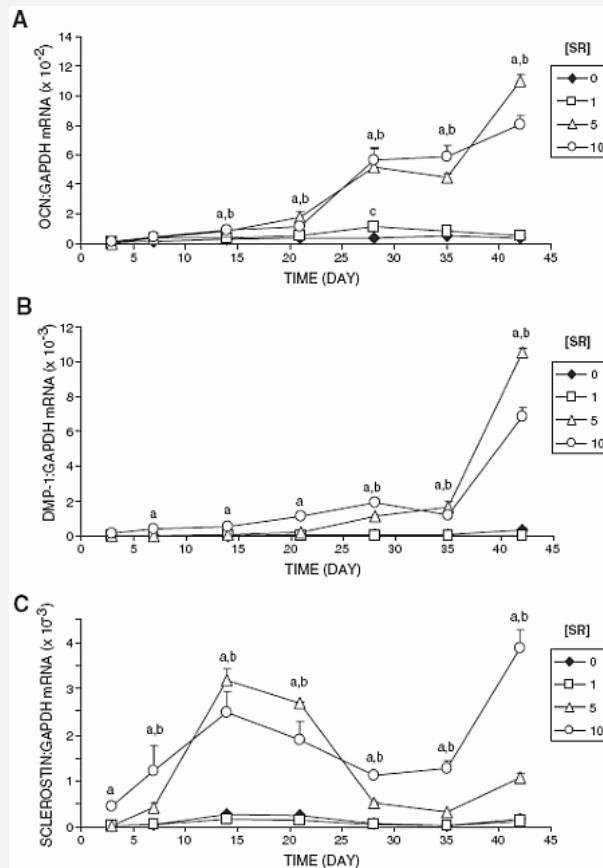 A
OCN:GAPDH mRNA (x 10⁻²)
14
12
10
8
6
4
2
0
a,b
a,b
a,b
a,b
c
a,b
[SR]
0
1
5
10
0 5 10 15 20 25 30 35 40 45
TIME (DAY)
B
DMP-1:GAPDH mRNA (x 10⁻³)
12
10
8
6
4
2
0
a
a
a
a,b
a,b
a,b
[SR]
0
1
5
10
0 5 10 15 20 25 30 35 40 45
TIME (DAY)
C
SCLEROSTIN:GAPDH mRNA (x 10⁻³)
4
3
2
1
0
a
a,b
a,b
a,b
a,b
a,b
a,b
[SR]
0
1
5
10
0 5 10 15 20 25 30 35 40 45
TIME (DAY)